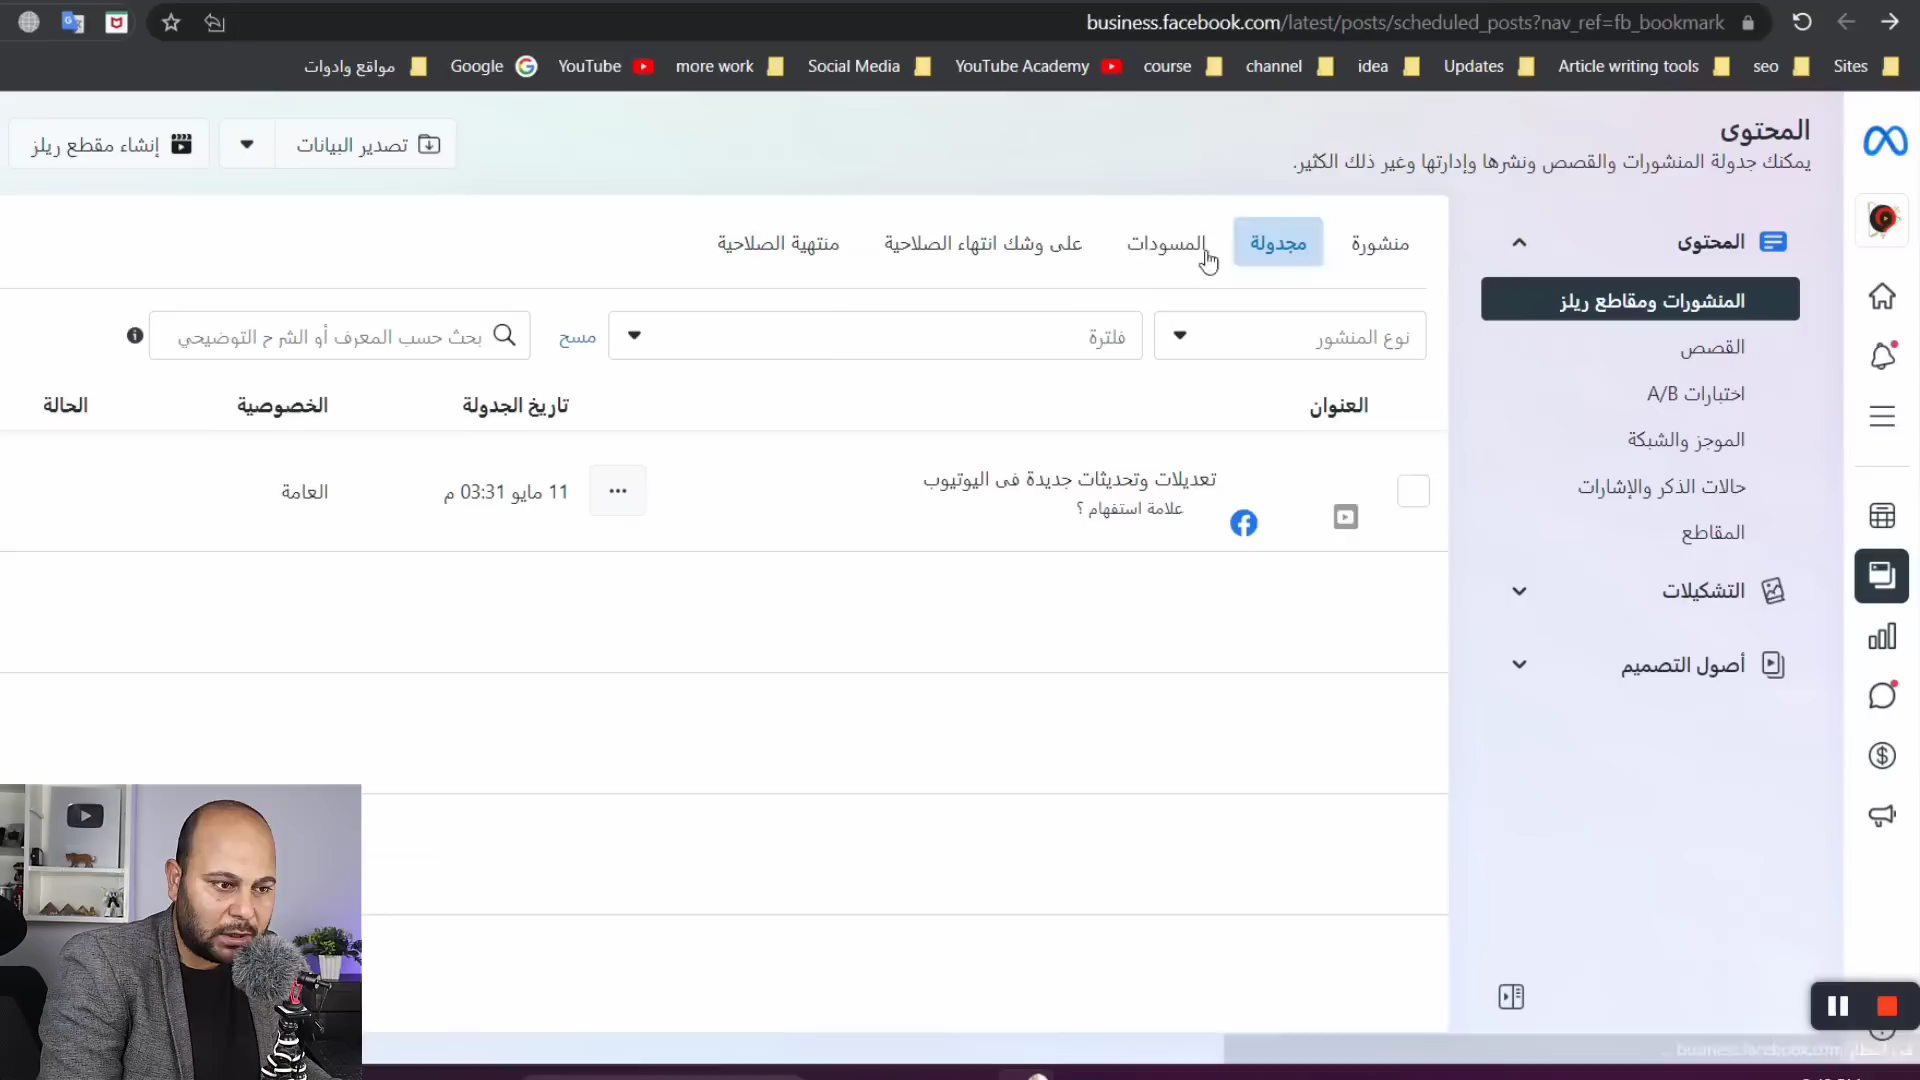 business.facebook.com/latest/posts/scheduled_posts?nav_ref=fb_bookmark
Sites
seo
Article writing tools
Updates
idea
channel
course
YouTube Academy
Social Media
more work
YouTube
Google
مواقع وادوات
المحتوى
يمكنك جدولة المنشورات والقصص ونشرها وإدارتها وغير ذلك الكثير.
تصدير البيانات
إنشاء مقطع ريلز
المحتوى
المنشورات ومقاطع ريلز
القصص
اختبارات A/B
الموجز والشبكة
حالات الذكر والإشارات
المقاطع
التشكيلات
أصول التصميم
منشورة
مجدولة
المسودات
على وشك انتهاء الصلاحية
منتهية الصلاحية
نوع المنشور
فلترة
مسح
بحث حسب المعرف أو الشرح التوضيحي
العنوان
تاريخ الجدولة
الخصوصية
الحالة
تعديلات وتحديثات جديدة فى اليوتيوب
علامة استفهام ؟
11 مايو 03:31 م
العامة
business.facebook.com